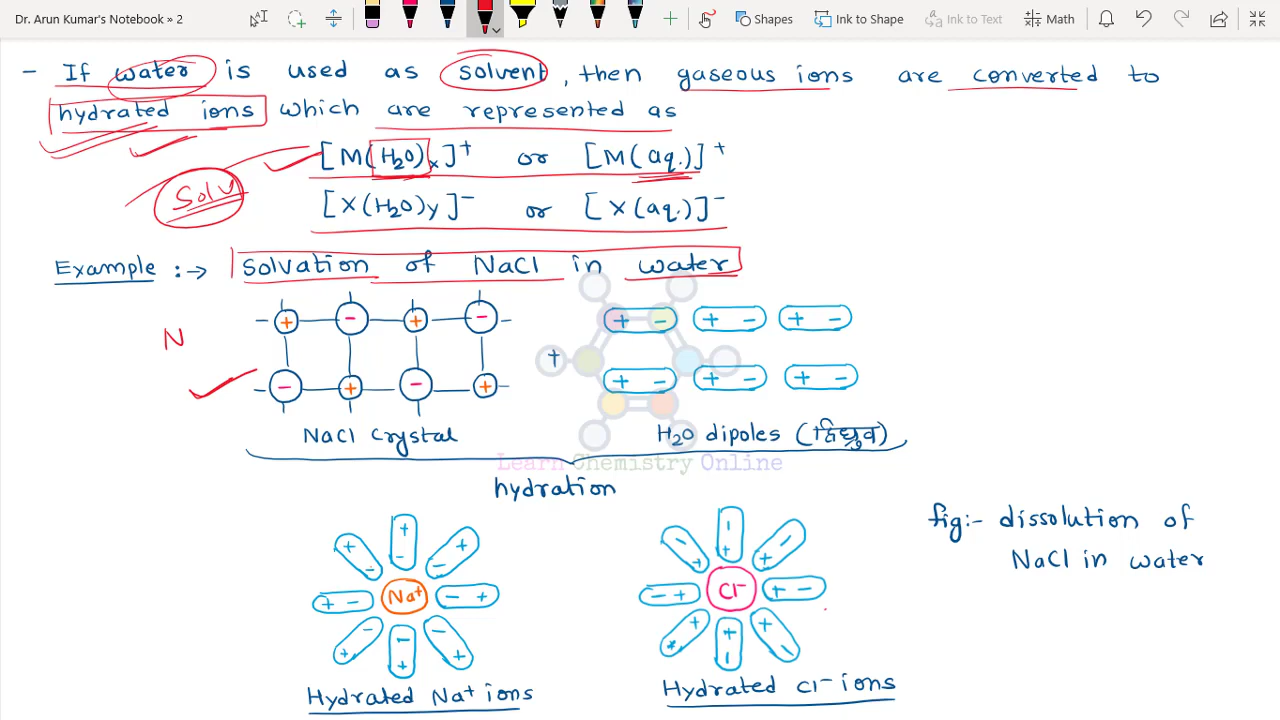 Dr. Arun Kumar's Notebook » 2
Shapes
Ink to Shape
Ink to Text
Math
- If water is used as solvent, then gaseous ions are converted to
hydrated ions which are represented as
[M(H2O)x]+ or [M(aq.)]+
Solv
[X(H2O)y]- or [X(aq.)]-
Example :→ Solvation of NaCl in water
N
+ - + -
- + - +
+
+ - + - + -
+ - + - + -
NaCl Crystal
H2O dipoles (द्विध्रुव)
Learn Chemistry Online
hydration
fig:- dissolution of
NaCl in water
Na+
Cl-
Hydrated Na+ ions
Hydrated Cl- ions